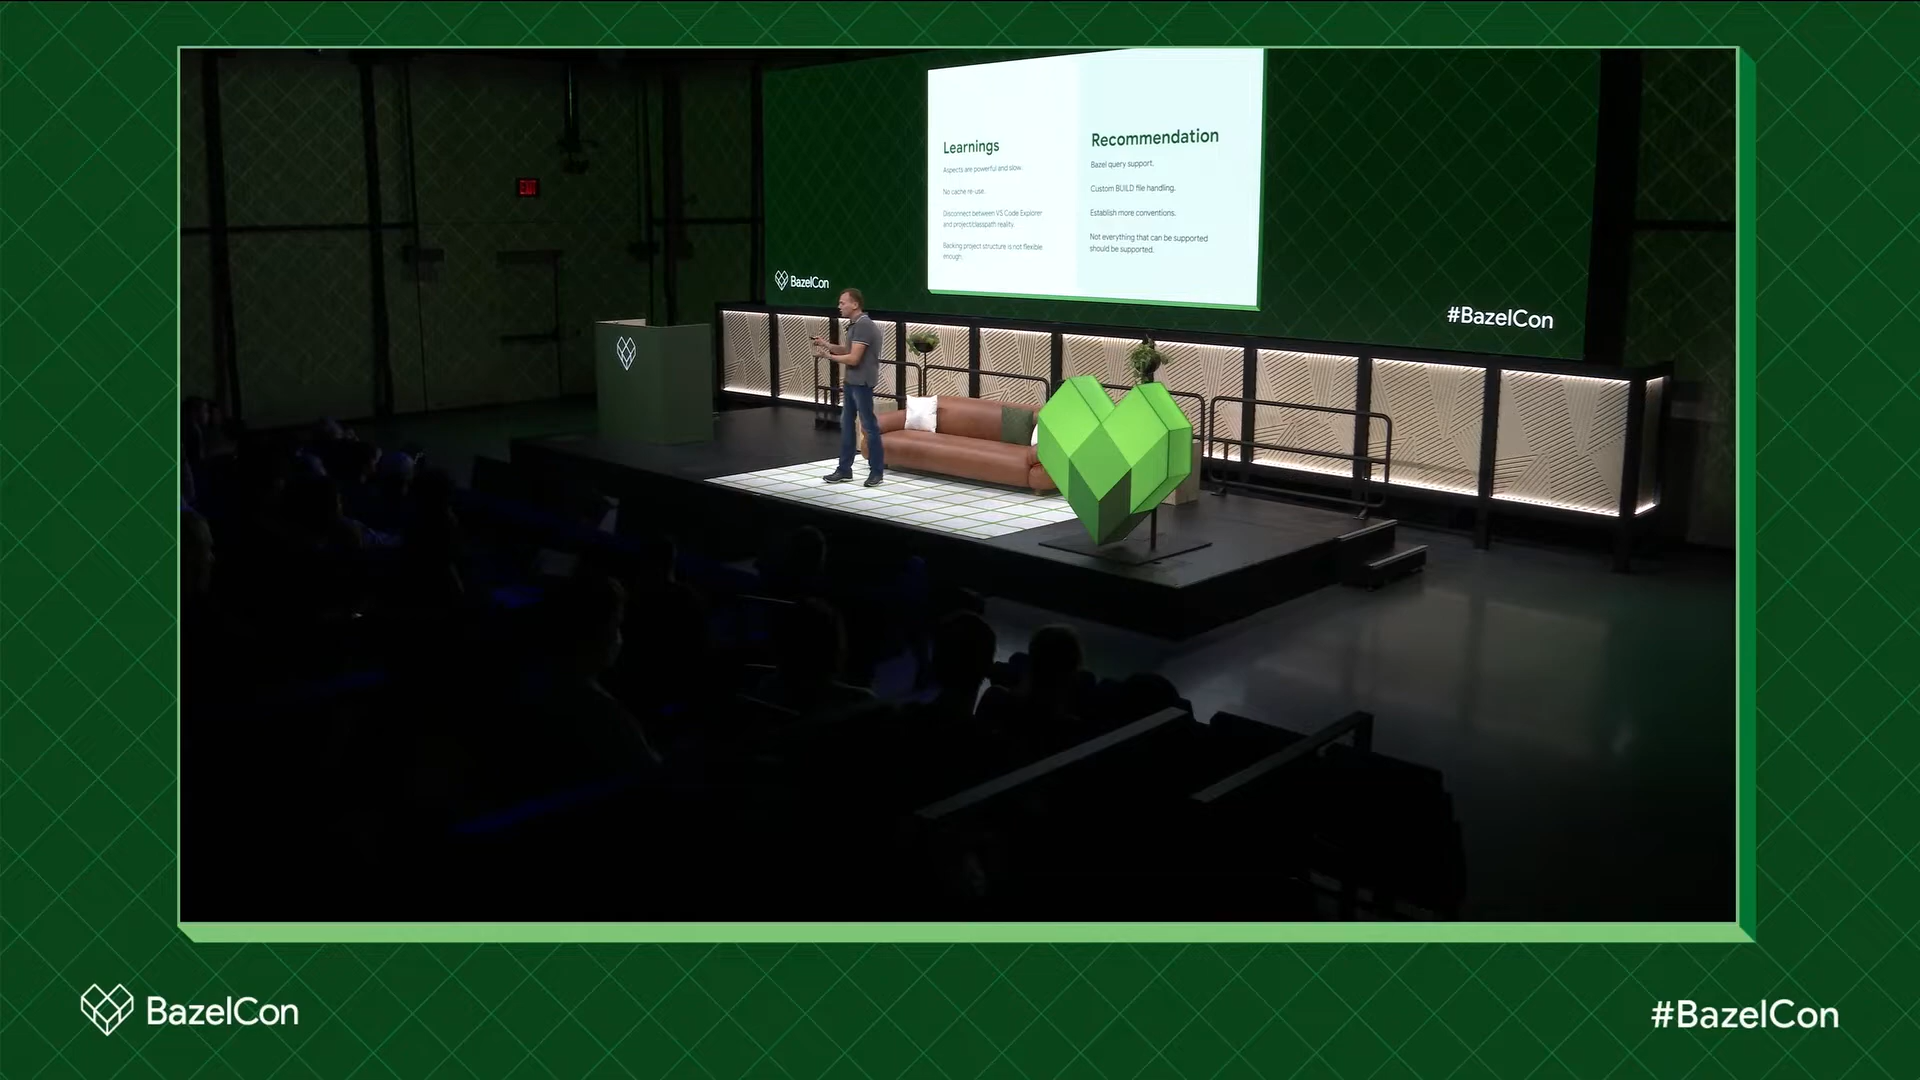 Learnings
Aspects are powerful and slow.
No cache re-use.
Disconnect between VS Code Explorer
and project/classpath reality.
Backing project structure is not flexible
enough.
Recommendation
Bazel query support.
Custom BUILD file handling.
Establish more conventions.
Not everything that can be supported
should be supported.
EXIT
BazelCon
#BazelCon
BazelCon
#BazelCon